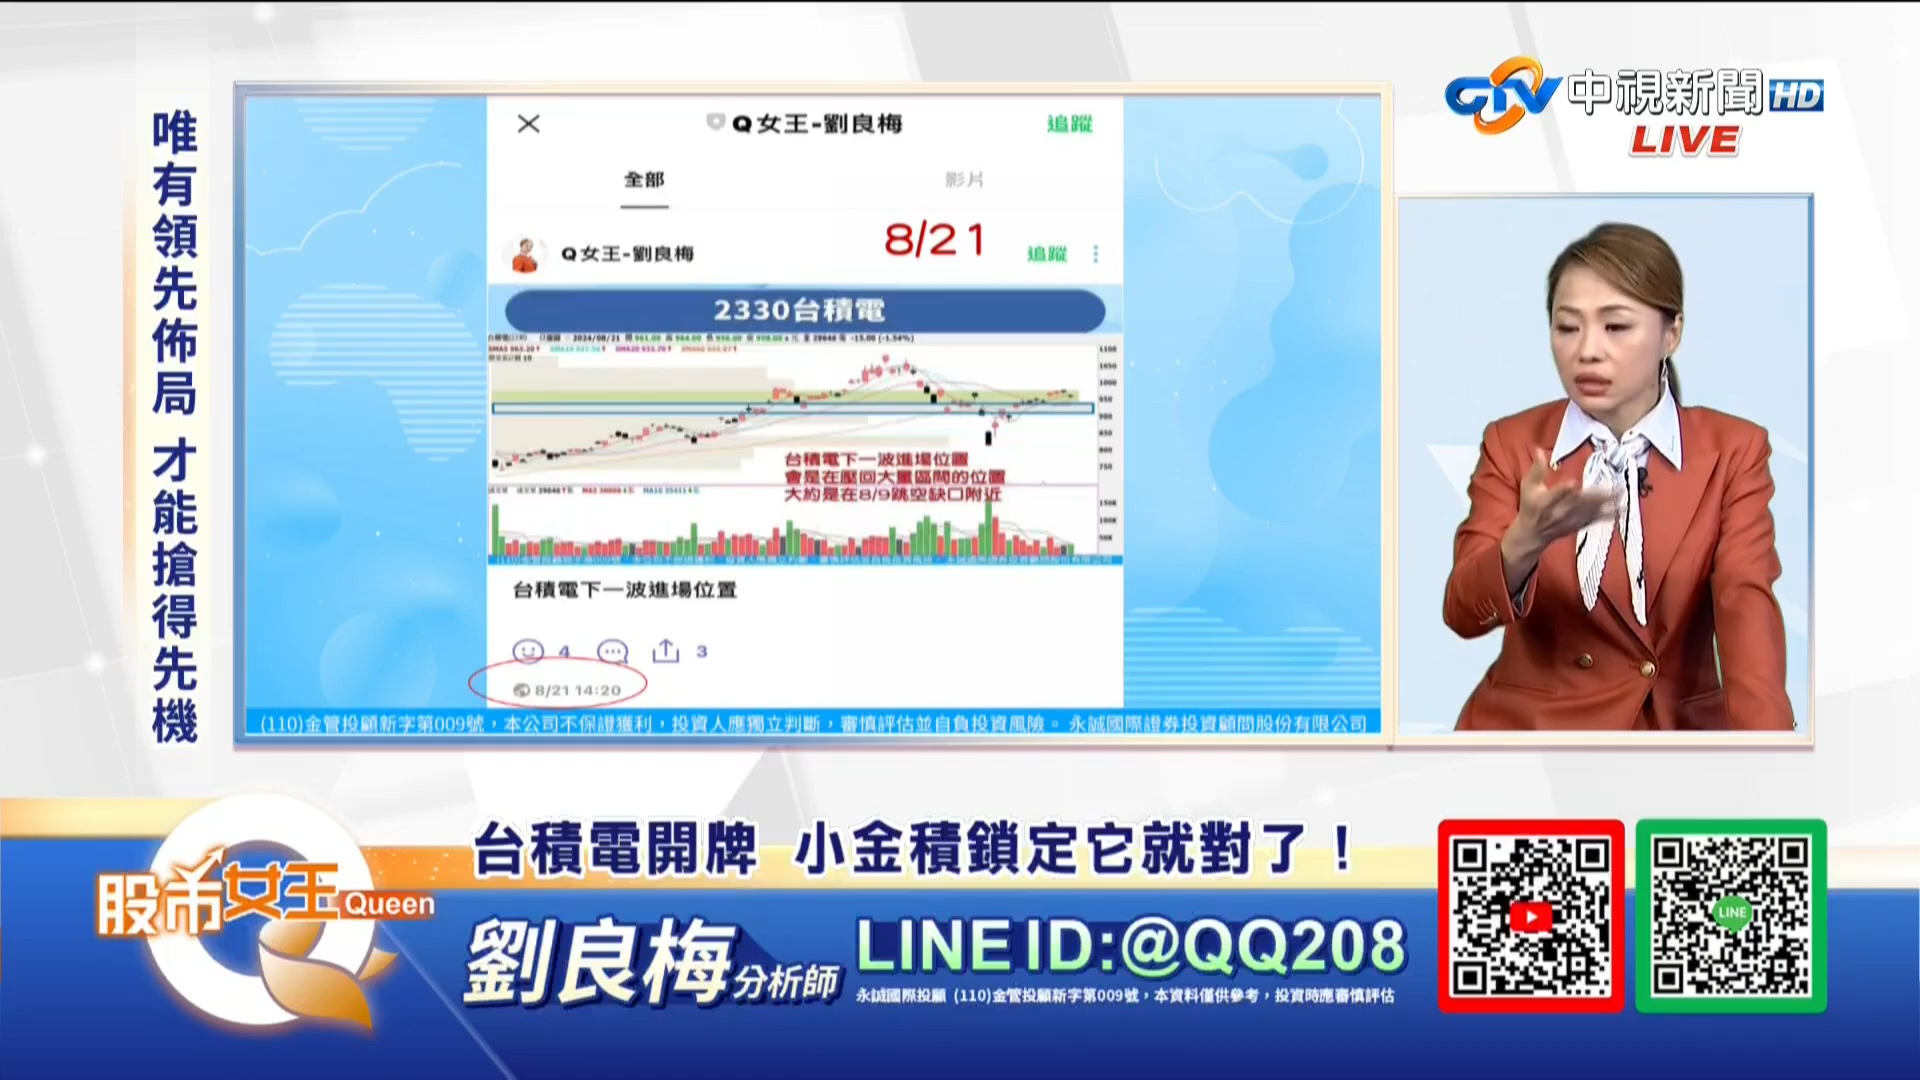 唯有領先佈局 才能搶得先機
CTV 中視新聞 HD
LIVE
Q女王-劉良梅
追蹤
全部
影片
8/21
Q女王-劉良梅
追蹤
2330台積電
2024/08/21
-15.00 (-1.54%)
台積電下一波進場位置
會是在壓回大量區間的位置
大約是在8/9跳空缺口附近
台積電下一波進場位置
4
3
8/21 14:20
(110)金管投顧新字第009號，本公司不保證獲利，投資人應獨立判斷，審慎評估並自負投資風險。 永誠國際證券投資顧問股份有限公司
台積電開牌 小金積鎖定它就對了！
股市女王Queen
劉良梅分析師
LINE ID:@QQ208
永誠國際投顧 (110)金管投顧新字第009號，本資料僅供參考，投資時應審慎評估
LINE